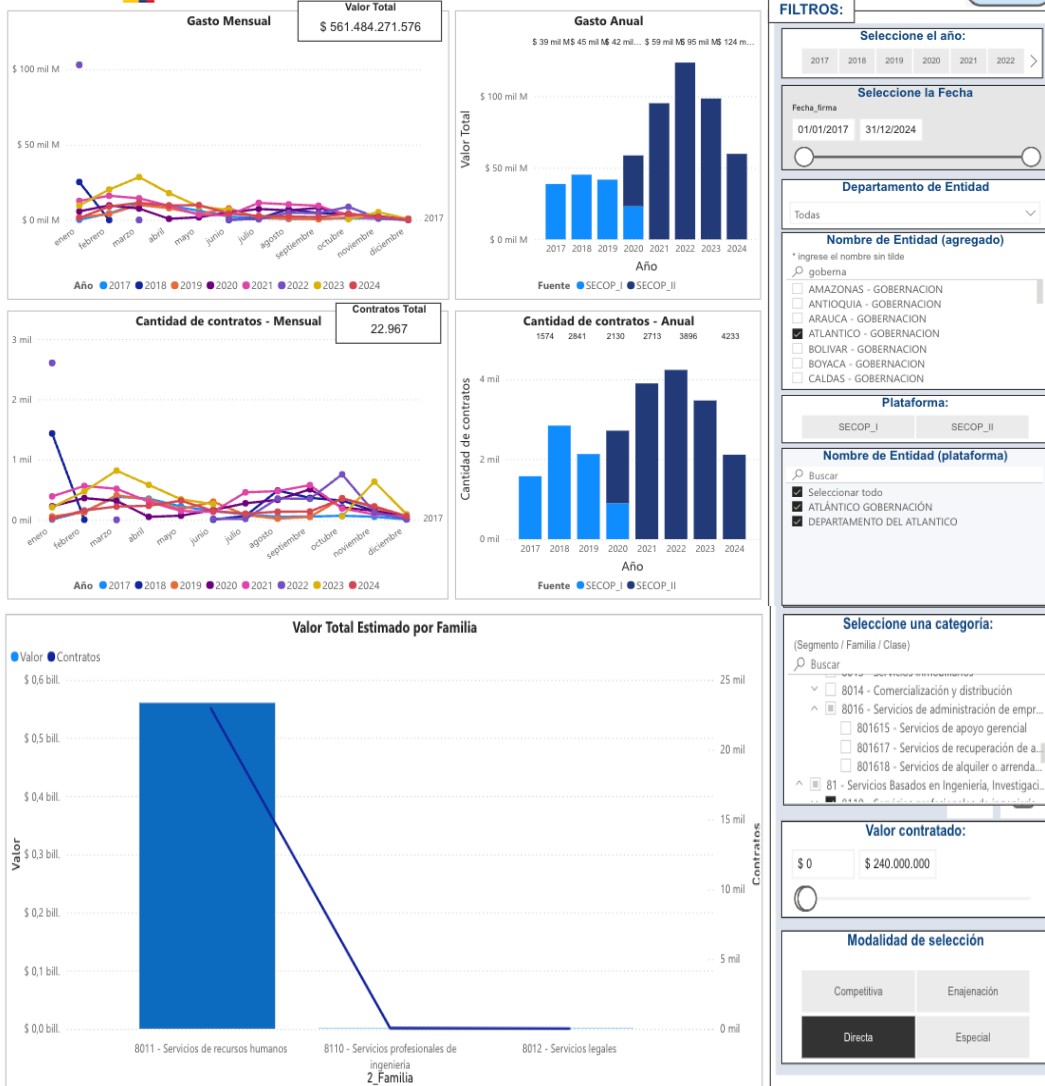 Gasto Mensual
Valor Total
$ 561.484.271.576
$ 100 mil M
$ 50 mil M
$ 0 mil M
2017
enero
febrero
marzo
abril
mayo
junio
julio
agosto
septiembre
octubre
noviembre
diciembre
Año 2017 2018 2019 2020 2021 2022 2023 2024
Gasto Anual
$ 39 mil M $ 45 mil M $ 42 mil... $ 59 mil M $ 95 mil M $ 124 m...
Valor Total
$ 100 mil M
$ 50 mil M
$ 0 mil M
2017 2018 2019 2020 2021 2022 2023 2024
Año
Fuente SECOP_I SECOP_II
Cantidad de contratos - Mensual
Contratos Total
22.967
3 mil
2 mil
1 mil
0 mil
2017
enero
febrero
marzo
abril
mayo
junio
julio
agosto
septiembre
octubre
noviembre
diciembre
Año 2017 2018 2019 2020 2021 2022 2023 2024
Cantidad de contratos - Anual
1574 2841 2130 2713 3896 4233
Cantidad de contratos
4 mil
2 mil
0 mil
2017 2018 2019 2020 2021 2022 2023 2024
Año
Fuente SECOP_I SECOP_II
Valor Total Estimado por Familia
Valor Contratos
Valor
$ 0,6 bill.
$ 0,5 bill.
$ 0,4 bill.
$ 0,3 bill.
$ 0,2 bill.
$ 0,1 bill.
$ 0,0 bill.
25 mil
20 mil
15 mil
10 mil
5 mil
0 mil
Contratos
8011 - Servicios de recursos humanos
8110 - Servicios profesionales de
ingeniería
8012 - Servicios legales
2_Familia
FILTROS:
Seleccione el año:
2017 2018 2019 2020 2021 2022
Seleccione la Fecha
Fecha_firma
01/01/2017 31/12/2024
Departamento de Entidad
Todas
Nombre de Entidad (agregado)
* ingrese el nombre sin tilde
goberna
AMAZONAS - GOBERNACION
ANTIOQUIA - GOBERNACION
ARAUCA - GOBERNACION
ATLANTICO - GOBERNACION
BOLIVAR - GOBERNACION
BOYACA - GOBERNACION
CALDAS - GOBERNACION
Plataforma:
SECOP_I SECOP_II
Nombre de Entidad (plataforma)
Buscar
Seleccionar todo
ATLÁNTICO GOBERNACIÓN
DEPARTAMENTO DEL ATLANTICO
Seleccione una categoría:
(Segmento / Familia / Clase)
Buscar
8014 - Comercialización y distribución
8016 - Servicios de administración de empr...
801615 - Servicios de apoyo gerencial
801617 - Servicios de recuperación de a...
801618 - Servicios de alquiler o arrenda...
81 - Servicios Basados en Ingeniería, Investigaci...
Valor contratado:
$ 0 $ 240.000.000
Modalidad de selección
Competitiva Enajenación
Directa Especial